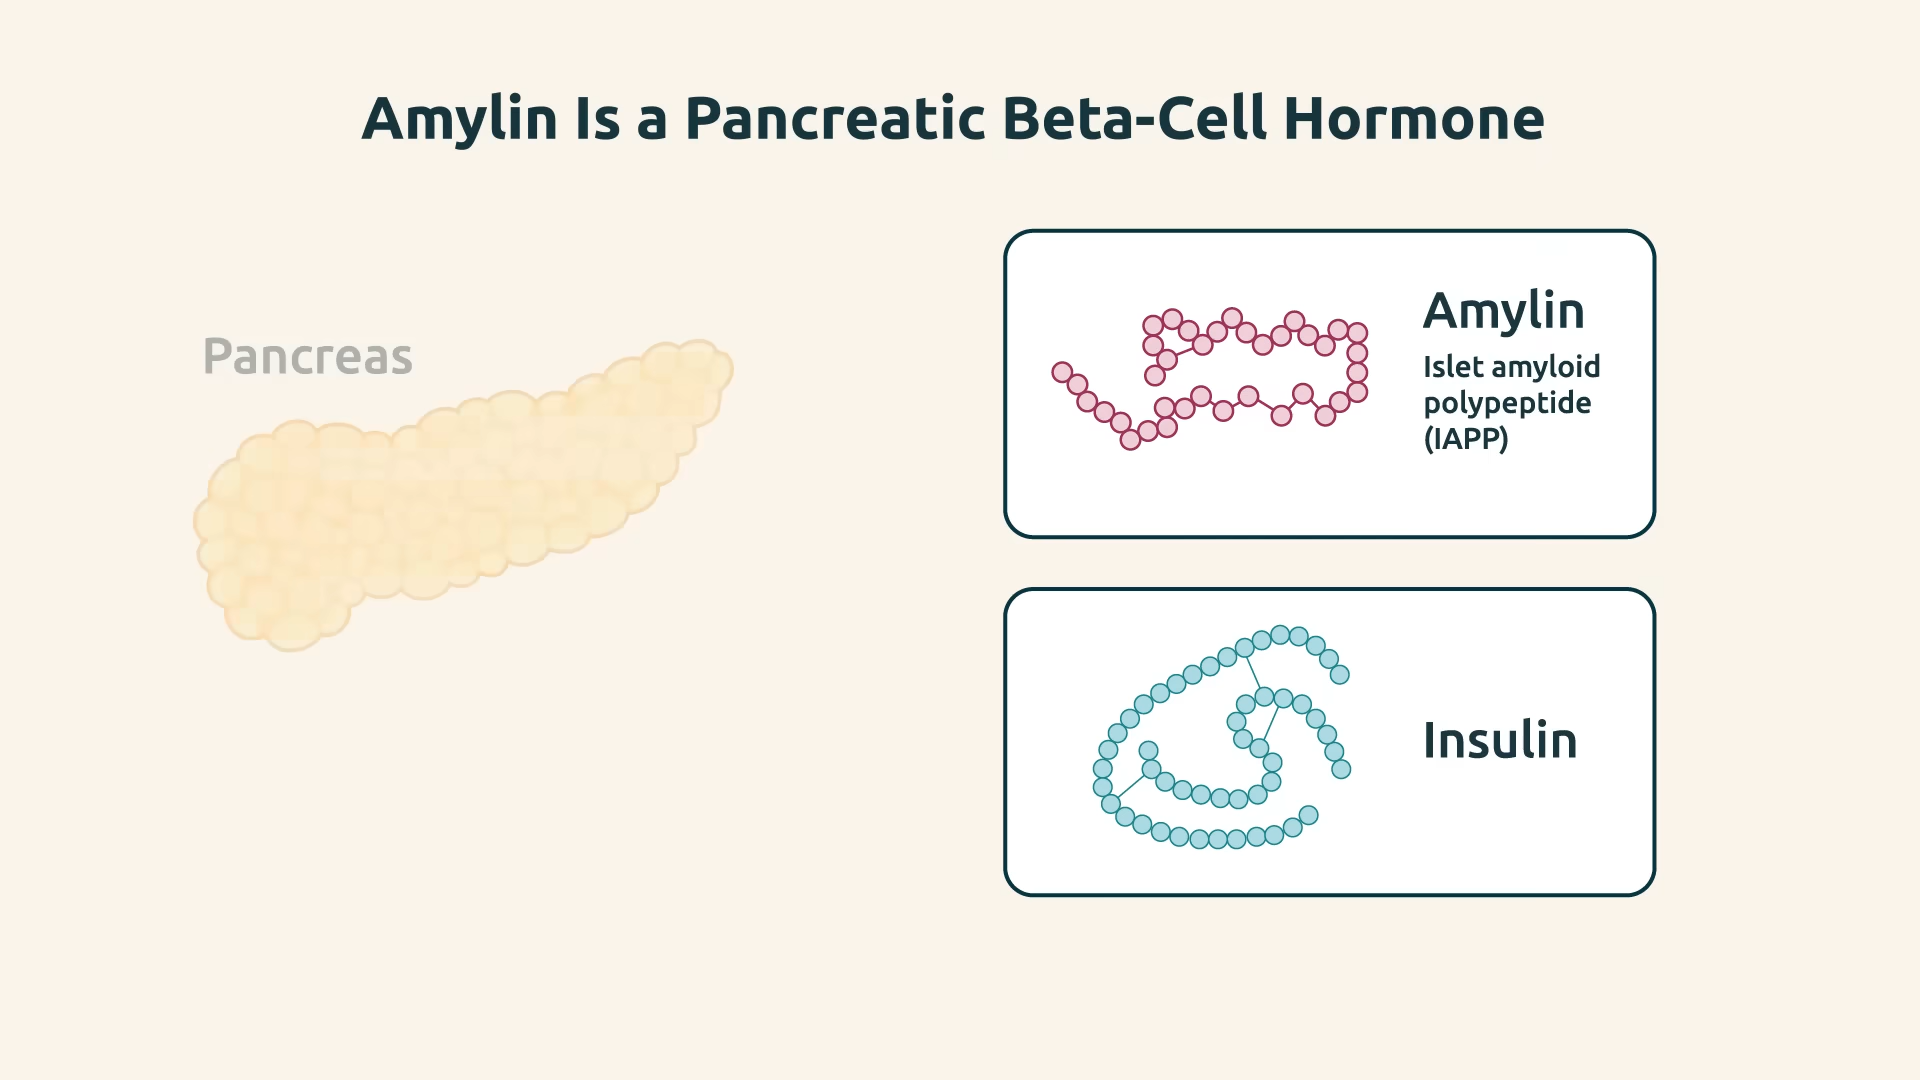 Amylin Is a Pancreatic Beta-Cell Hormone
Pancreas
Amylin
Islet amyloid
polypeptide
(IAPP)
Insulin